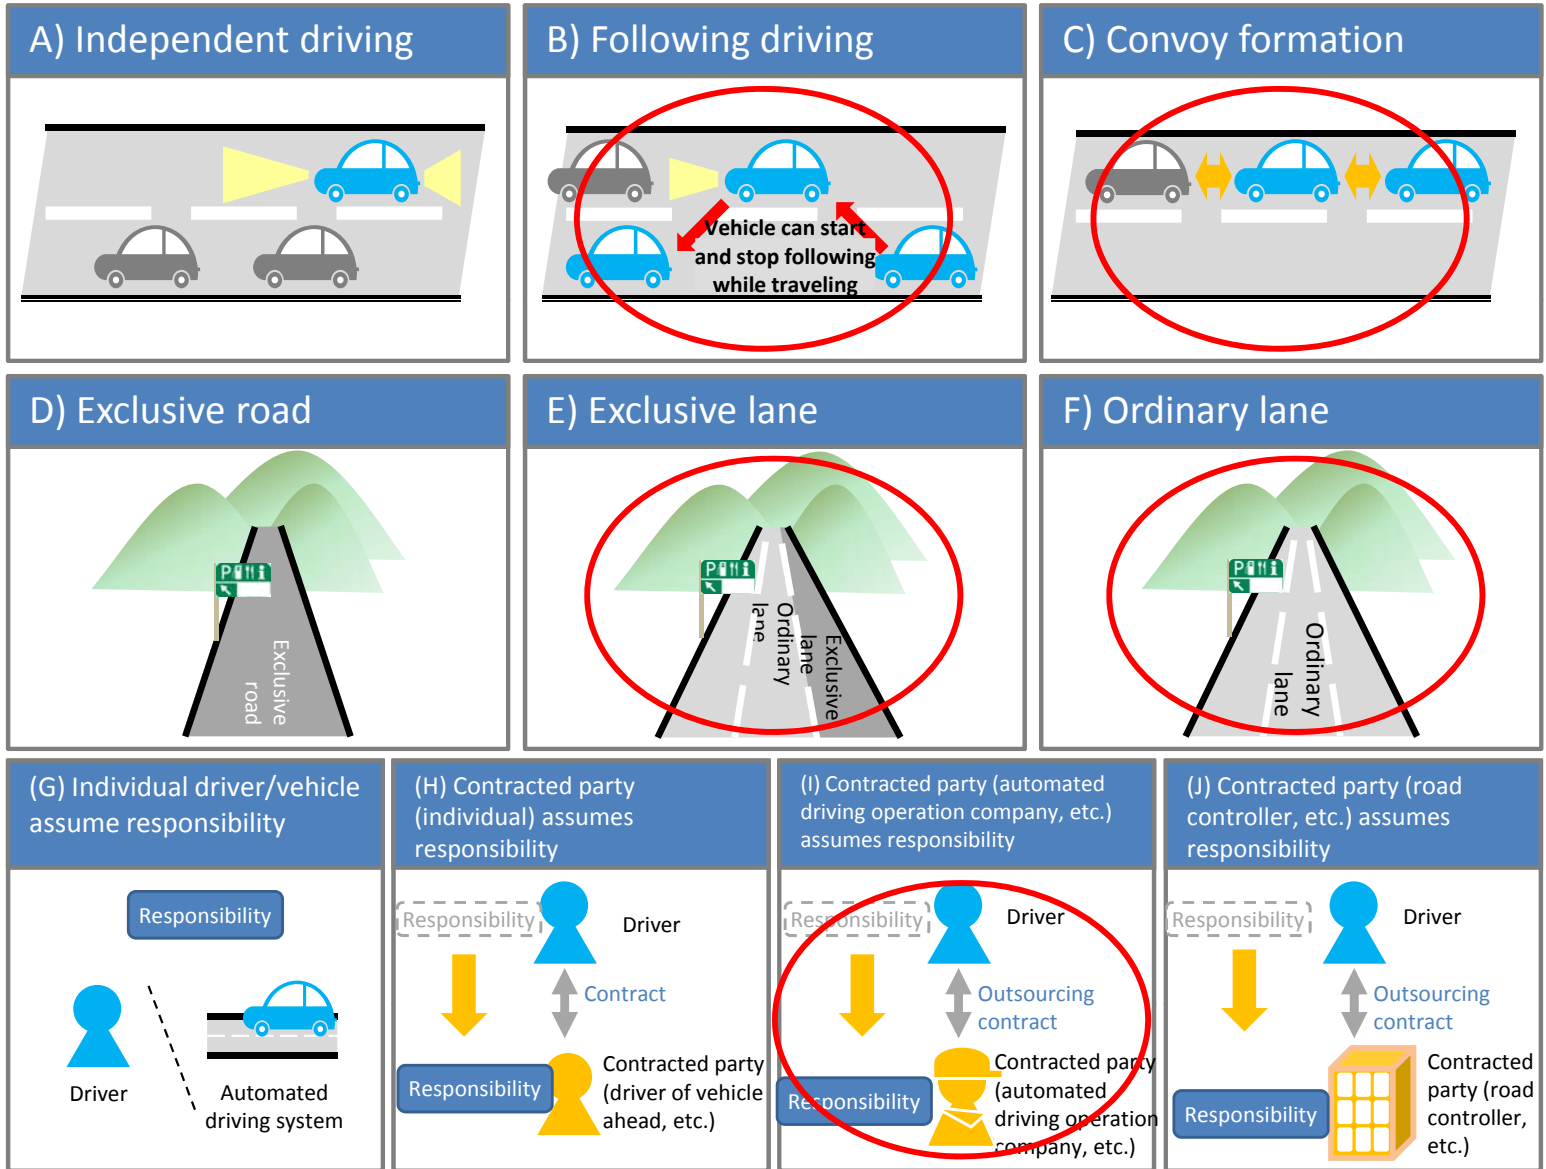 A) Independent driving
B) Following driving
Vehicle can start
and stop following
while traveling
C) Convoy formation
D) Exclusive road
P
Exclusive
road
E) Exclusive lane
P
Ordinary
lane
Exclusive
lane
F) Ordinary lane
P
Ordinary
lane
(G) Individual driver/vehicle
assume responsibility
Responsibility
Driver
Automated
driving system
(H) Contracted party
(individual) assumes
responsibility
Responsibility
Driver
Contract
Responsibility
Contracted party
(driver of vehicle
ahead, etc.)
(I) Contracted party (automated
driving operation company, etc.)
assumes responsibility
Responsibility
Driver
Outsourcing
contract
Responsibility
Contracted party
(automated
driving operation
company, etc.)
(J) Contracted party (road
controller, etc.) assumes
responsibility
Responsibility
Driver
Outsourcing
contract
Responsibility
Contracted
party (road
controller,
etc.)